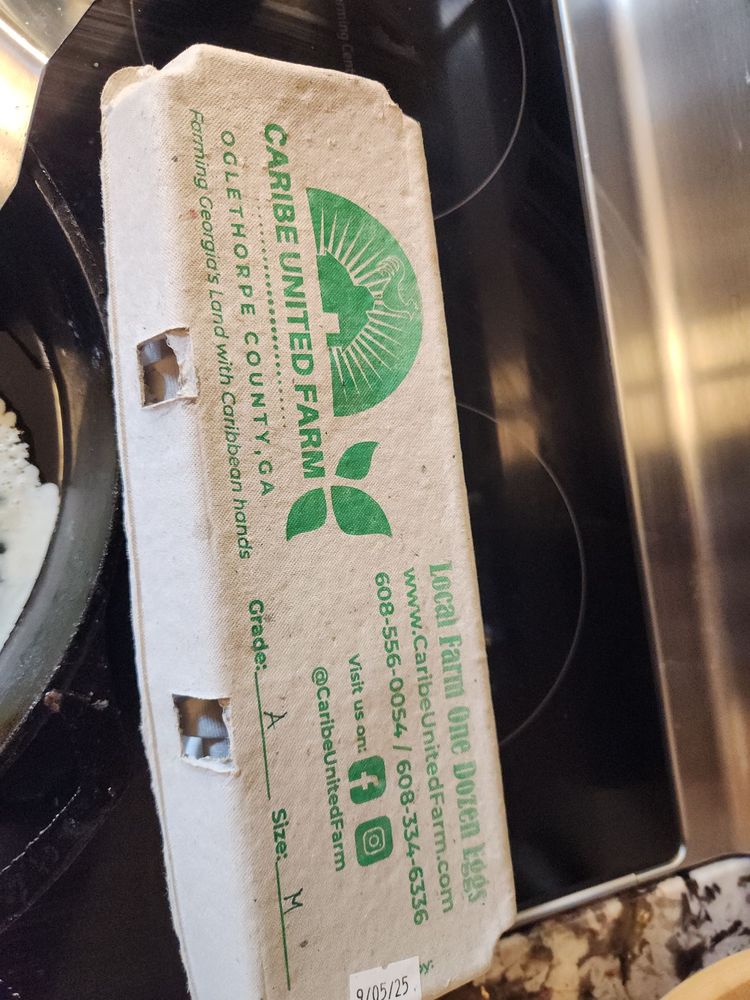 CARIBE UNITED FARM
OGLETHORPE COUNTY, GA
Farming Georgia's Land with Caribbean hands
Local Farm One Dozen Eggs
www.CaribeUnitedFarm.com
608-556-0054 / 608-334-6336
Visit us on:
@CaribeUnitedFarm
Grade: A Size: M
9/05/25